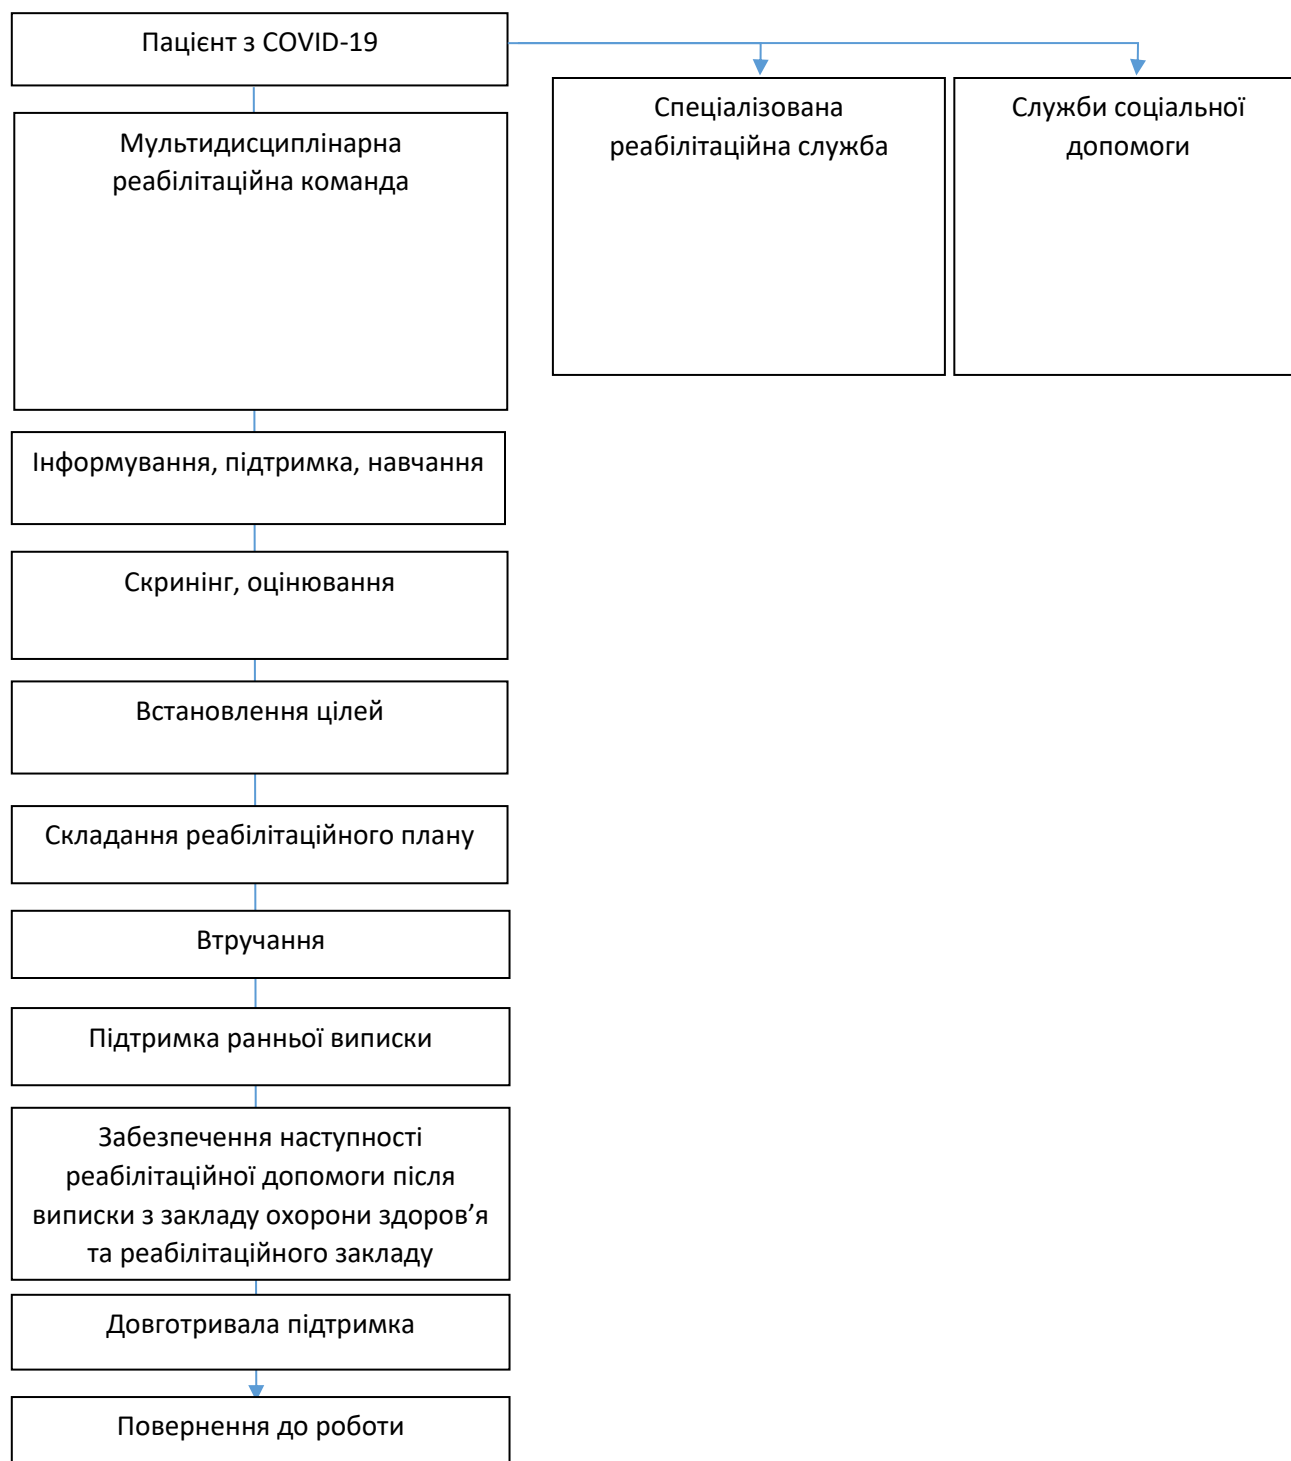 Пацієнт з COVID-19
Мультидисциплінарна
реабілітаційна команда
Спеціалізована
реабілітаційна служба
Служби соціальної
допомоги
Інформування, підтримка, навчання
Скринінг, оцінювання
Встановлення цілей
Складання реабілітаційного плану
Втручання
Підтримка ранньої виписки
Забезпечення наступності
реабілітаційної допомоги після
виписки з закладу охорони здоров’я
та реабілітаційного закладу
Довготривала підтримка
Повернення до роботи